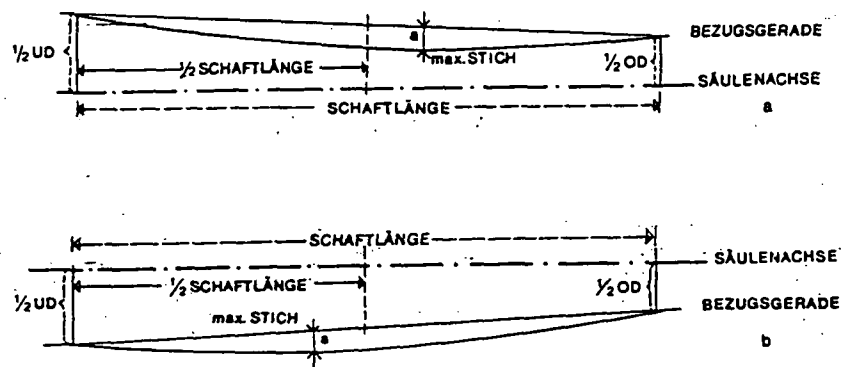 BEZUGSGERADE
a
½ UD
max. STICH
½ OD
½ SCHAFTLÄNGE
SÄULENACHSE
SCHAFTLÄNGE
a
SCHAFTLÄNGE
SÄULENACHSE
½ UD
½ SCHAFTLÄNGE
½ OD
BEZUGSGERADE
max. STICH
a
b